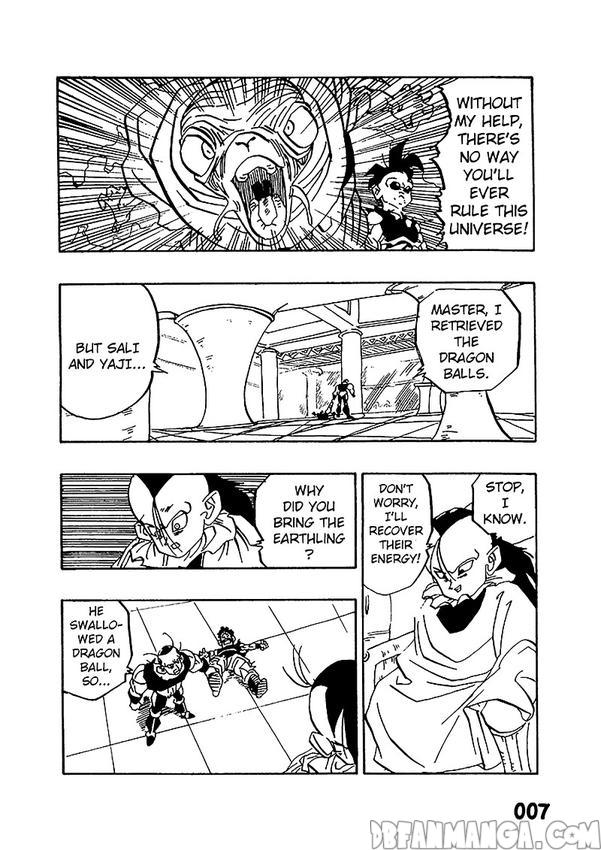 WITHOUT
MY HELP,
THERE'S
NO WAY
YOU'LL
EVER
RULE THIS
UNIVERSE!
MASTER, I
RETRIEVED
THE
DRAGON
BALLS.
BUT SALI
AND YAJI...
STOP,
I
KNOW.
DON'T
WORRY,
I'LL
RECOVER
THEIR
ENERGY!
WHY
DID YOU
BRING THE
EARTHLING
?
HE
SWALLO-
WED A
DRAGON
BALL,
SO...
007
DBFANMANGA.COM